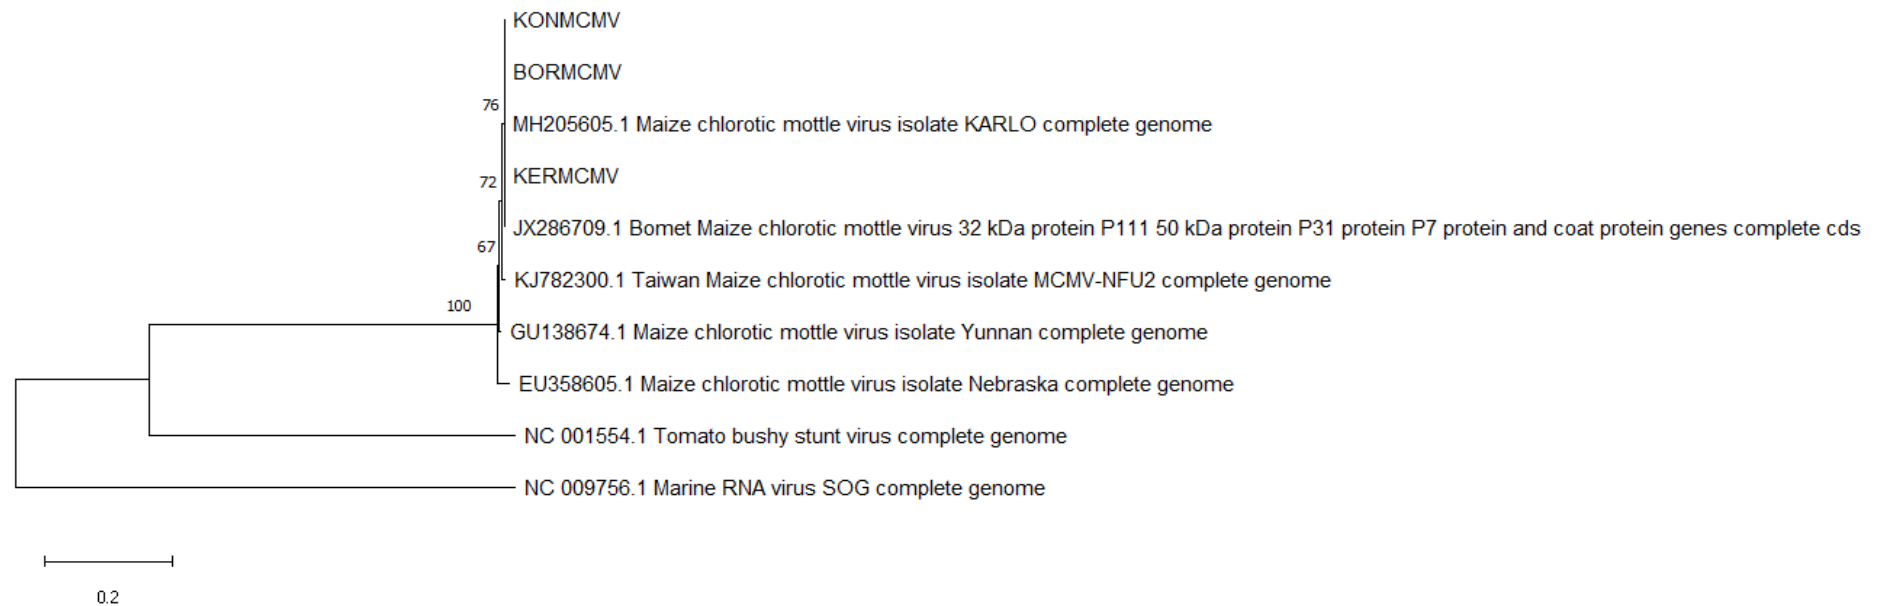 KONMCMV
BORMCMV
76
MH205605.1 Maize chlorotic mottle virus isolate KARLO complete genome
KERMCMV
72
JX286709.1 Bomet Maize chlorotic mottle virus 32 kDa protein P111 50 kDa protein P31 protein P7 protein and coat protein genes complete cds
67
KJ782300.1 Taiwan Maize chlorotic mottle virus isolate MCMV-NFU2 complete genome
100
GU138674.1 Maize chlorotic mottle virus isolate Yunnan complete genome
EU358605.1 Maize chlorotic mottle virus isolate Nebraska complete genome
NC 001554.1 Tomato bushy stunt virus complete genome
NC 009756.1 Marine RNA virus SOG complete genome
0.2